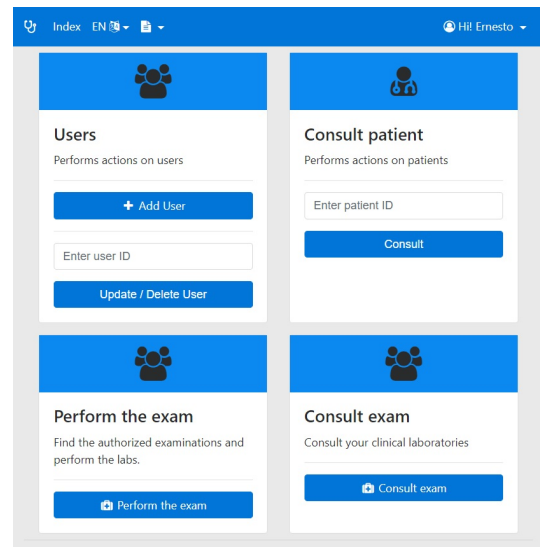 Index EN Hi! Ernesto
Users
Performs actions on users
Add User
Enter user ID
Update / Delete User
Consult patient
Performs actions on patients
Enter patient ID
Consult
Perform the exam
Find the authorized examinations and
perform the labs.
Perform the exam
Consult exam
Consult your clinical laboratories
Consult exam